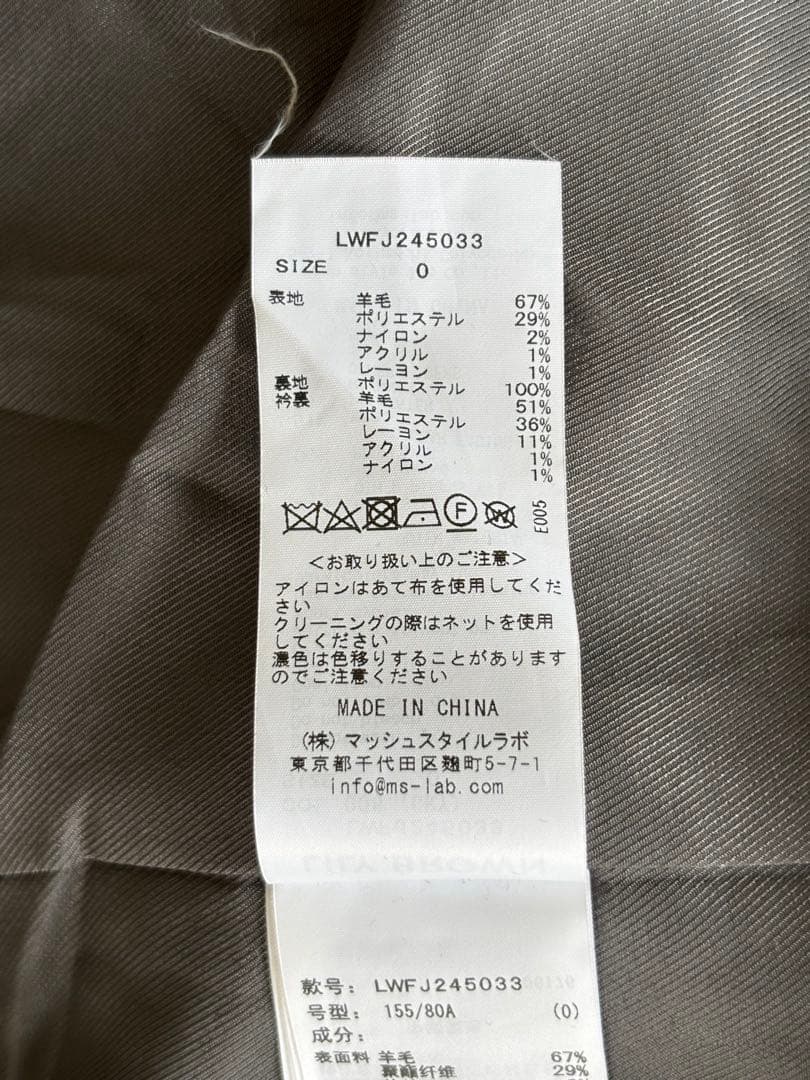 LWFJ245033
SIZE 0
表地 羊毛 67%
ポリエステル 29%
ナイロン 2%
アクリル 1%
レーヨン 1%
裏地 ポリエステル 100%
衿裏 羊毛 51%
ポリエステル 36%
レーヨン 11%
アクリル 1%
ナイロン 1%
F W E005
<お取り扱い上のご注意>
アイロンはあて布を使用してくだ
さい
クリーニングの際はネットを使用
してください
濃色は色移りすることがあります
のでご注意ください
MADE IN CHINA
(株)マッシュスタイルラボ
東京都千代田区麹町5-7-1
info@ms-lab.com
款号: LWFJ245033
号型: 155/80A (0)
成分:
表面料 羊毛 67%
聚酯纤维 29%